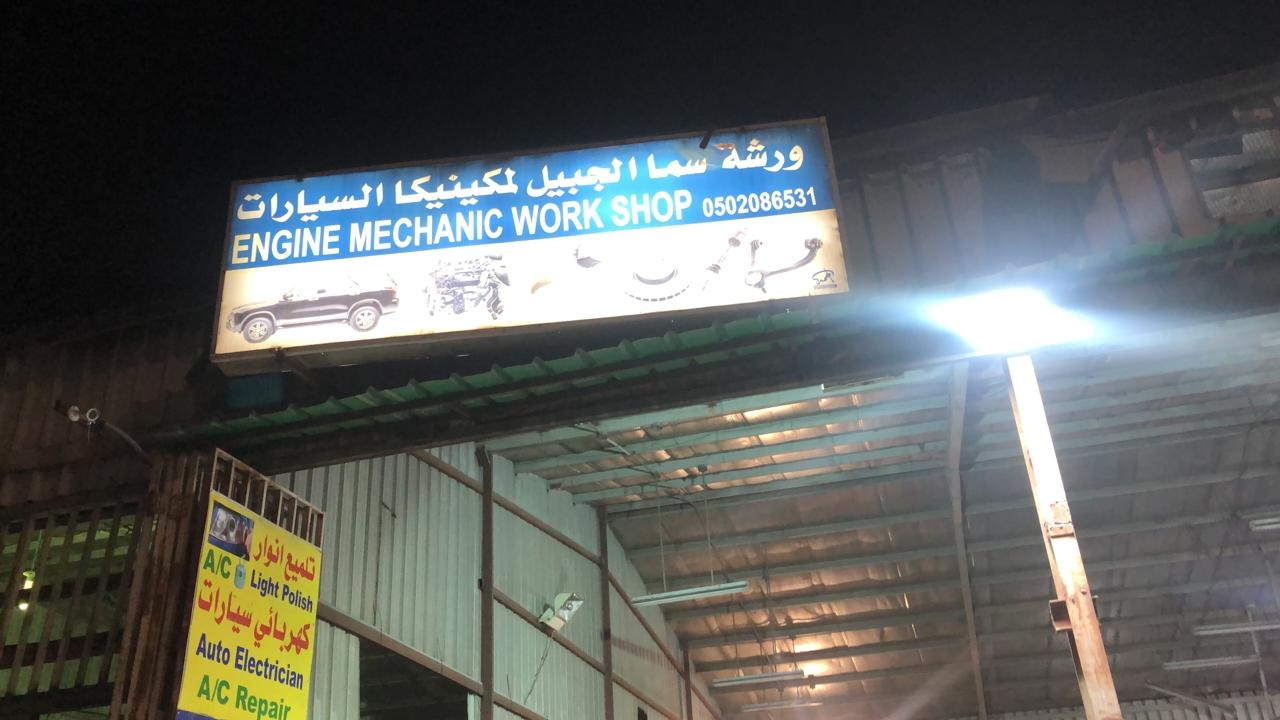 ورشة سما الجبيل لمكينيكا السيارات
ENGINE MECHANIC WORK SHOP 0502086531
تلميع انوار
A/C Light Polish
كهربائي سيارات
Auto Electrician
A/C Repair